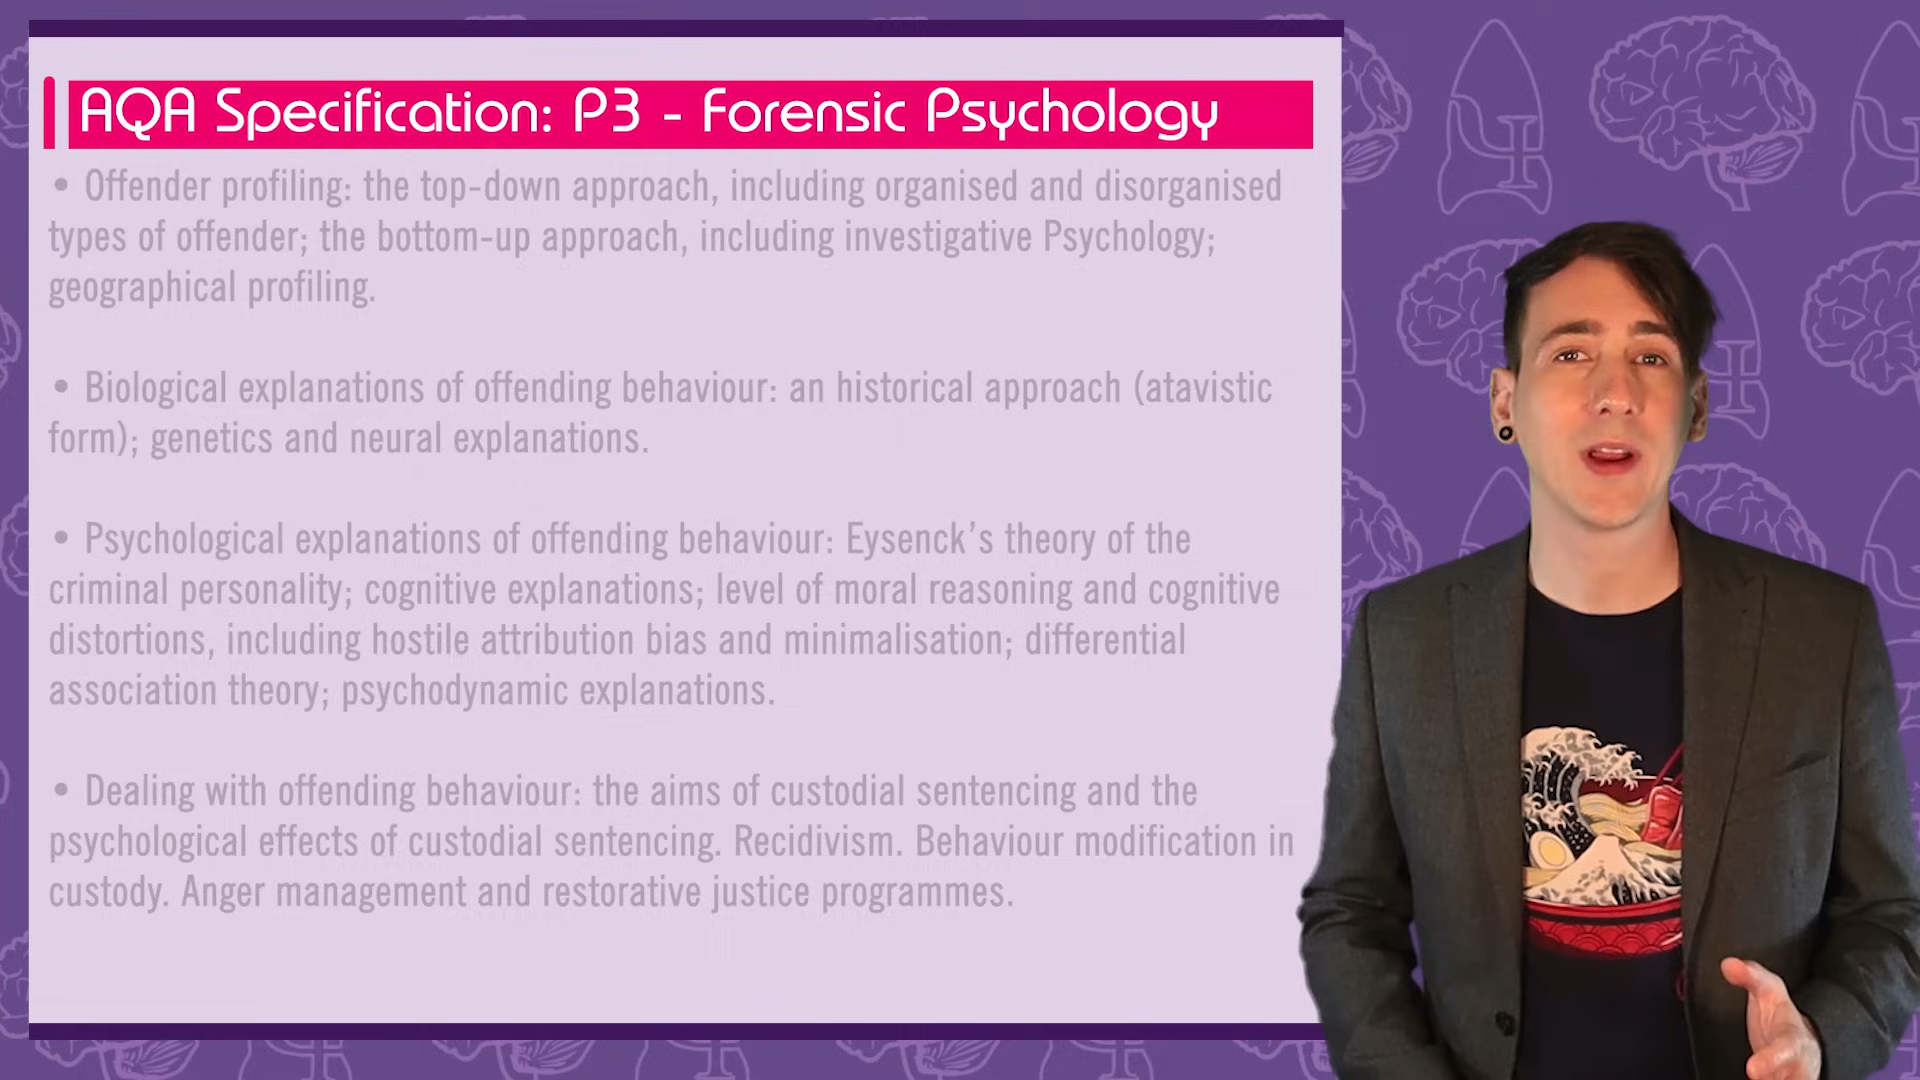 AQA Specification: P3 - Forensic Psychology
• Offender profiling: the top-down approach, including organised and disorganised
types of offender; the bottom-up approach, including investigative Psychology;
geographical profiling.
• Biological explanations of offending behaviour: an historical approach (atavistic
form); genetics and neural explanations.
• Psychological explanations of offending behaviour: Eysenck's theory of the
criminal personality; cognitive explanations; level of moral reasoning and cognitive
distortions, including hostile attribution bias and minimalisation; differential
association theory; psychodynamic explanations.
• Dealing with offending behaviour: the aims of custodial sentencing and the
psychological effects of custodial sentencing. Recidivism. Behaviour modification in
custody. Anger management and restorative justice programmes.